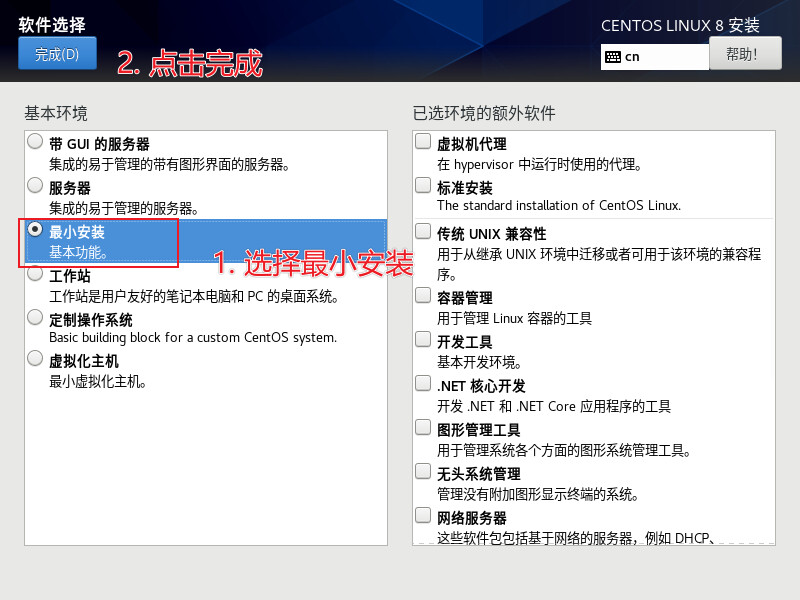 软件选择
CENTOS LINUX 8 安装
完成(D)
2. 点击完成
cn
帮助!
基本环境
带 GUI 的服务器
集成的易于管理的带有图形界面的服务器。
服务器
集成的易于管理的服务器。
最小安装
基本功能。
1. 选择最小安装
工作站
工作站是用户友好的笔记本电脑和 PC 的桌面系统。
定制操作系统
Basic building block for a custom CentOS system.
虚拟化主机
最小虚拟化主机。
已选环境的额外软件
虚拟机代理
在 hypervisor 中运行时使用的代理。
标准安装
The standard installation of CentOS Linux.
传统 UNIX 兼容性
用于从继承 UNIX 环境中迁移或者可用于该环境的兼容程
序。
容器管理
用于管理 Linux 容器的工具
开发工具
基本开发环境。
.NET 核心开发
开发 .NET 和 .NET Core 应用程序的工具
图形管理工具
用于管理系统各个方面的图形系统管理工具。
无头系统管理
管理没有附加图形显示终端的系统。
网络服务器
这些软件包包括基于网络的服务器，例如 DHCP、